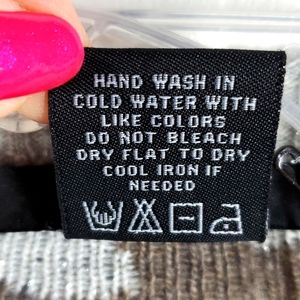 HAND WASH IN
COLD WATER WITH
LIKE COLORS
DO NOT BLEACH
DRY FLAT TO DRY
COOL IRON IF
NEEDED